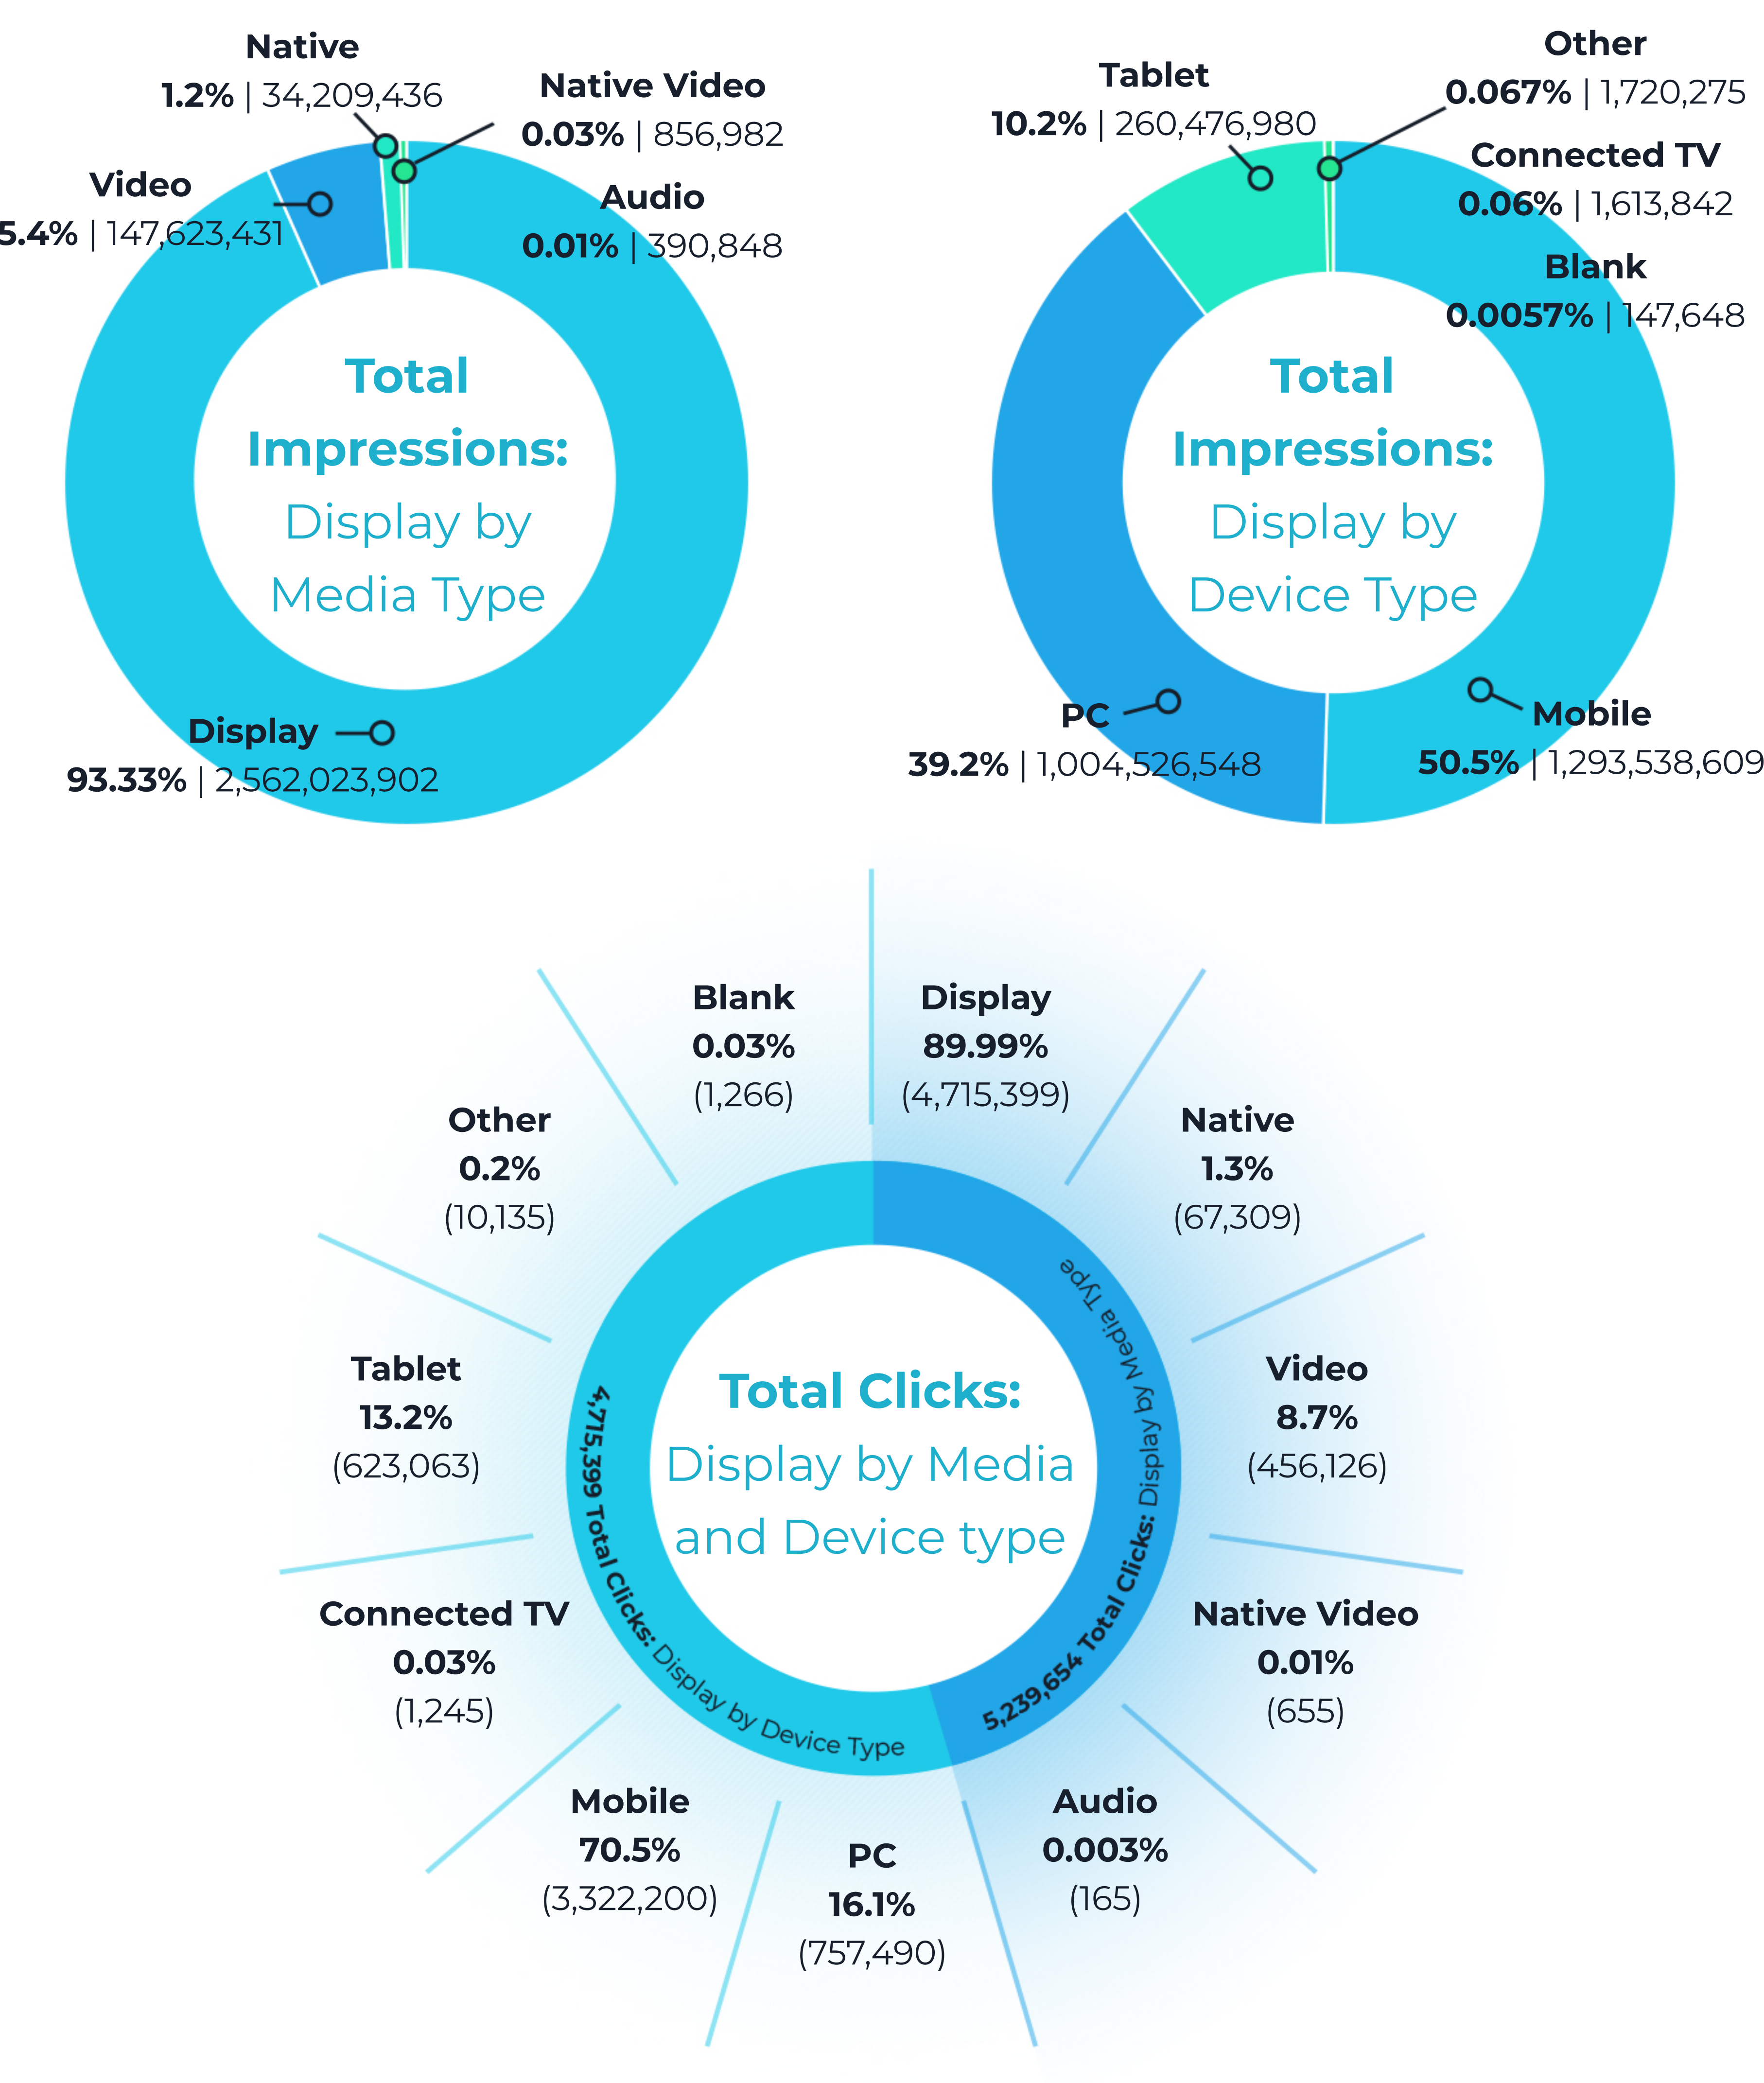 Native
1.2% | 34,209,436
Native Video
0.03% | 856,982
Video
5.4% | 147,623,431
Audio
0.01% | 390,848
Total
Impressions:
Display by
Media Type
Display
93.33% | 2,562,023,902
Other
0.067% | 1,720,275
Tablet
10.2% | 260,476,980
Connected TV
0.06% | 1,613,842
Blank
0.0057% | 147,648
Total
Impressions:
Display by
Device Type
PC
39.2% | 1,004,526,548
Mobile
50.5% | 1,293,538,609
Blank
0.03%
(1,266)
Display
89.99%
(4,715,399)
Other
0.2%
(10,135)
Native
1.3%
(67,309)
Tablet
13.2%
(623,063)
Video
8.7%
(456,126)
Total Clicks:
Display by Media
and Device type
4,715,399 Total Clicks: Display by Device Type
5,239,654 Total Clicks: Display by Media Type
Connected TV
0.03%
(1,245)
Native Video
0.01%
(655)
Mobile
70.5%
(3,322,200)
PC
16.1%
(757,490)
Audio
0.003%
(165)